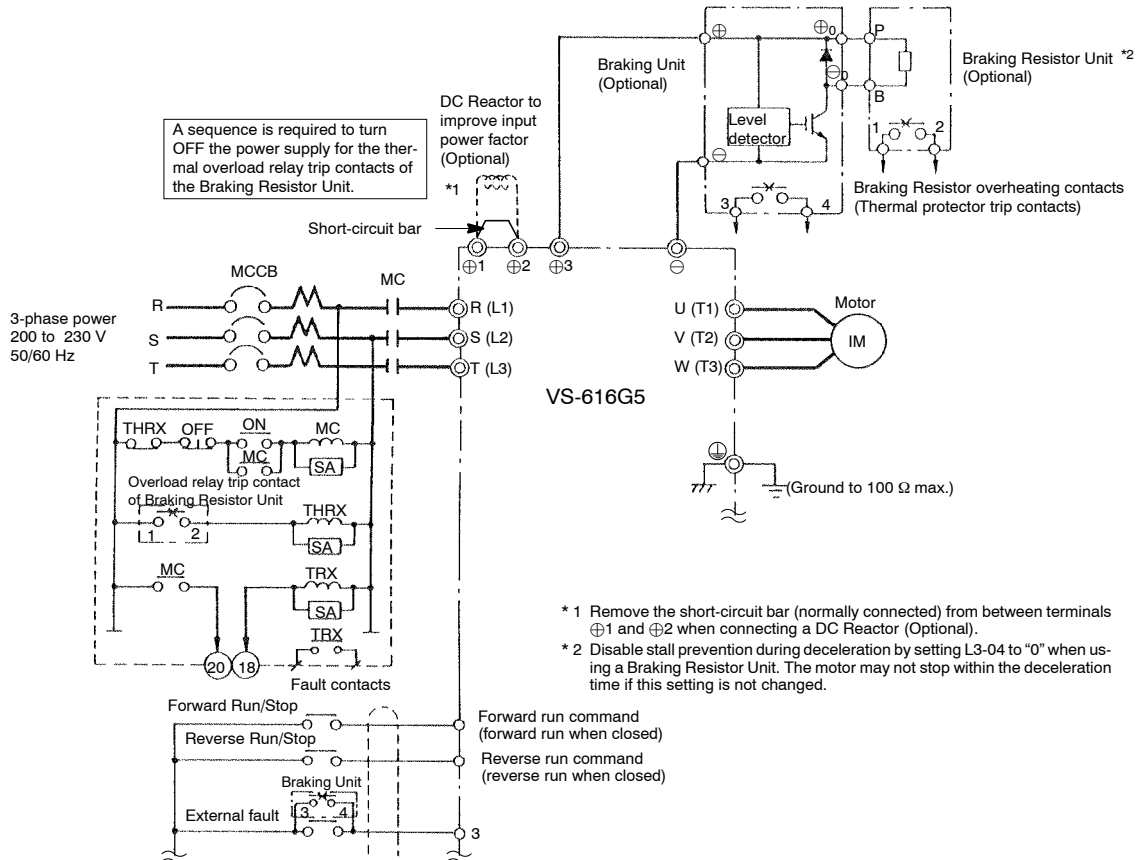 Braking Unit
(Optional)
⊕
⊕0
P
⊖0
B
Level
detector
⊖
1
2
3
4
Braking Resistor Unit *2
(Optional)
Braking Resistor overheating contacts
(Thermal protector trip contacts)
A sequence is required to turn
OFF the power supply for the ther-
mal overload relay trip contacts of
the Braking Resistor Unit.
DC Reactor to
improve input
power factor
(Optional)
*1
Short-circuit bar
⊕1
⊕2
⊕3
⊖
3-phase power
200 to 230 V
50/60 Hz
MCCB
MC
R
S
T
R (L1)
S (L2)
T (L3)
U (T1)
V (T2)
W (T3)
Motor
IM
VS-616G5
(Ground to 100 Ω max.)
THRX
OFF
ON
MC
MC
SA
Overload relay trip contact
of Braking Resistor Unit
1
2
THRX
SA
MC
TRX
SA
TRX
20
18
Fault contacts
* 1 Remove the short-circuit bar (normally connected) from between terminals
⊕1 and ⊕2 when connecting a DC Reactor (Optional).
* 2 Disable stall prevention during deceleration by setting L3-04 to “0” when us-
ing a Braking Resistor Unit. The motor may not stop within the deceleration
time if this setting is not changed.
Forward Run/Stop
Forward run command
(forward run when closed)
Reverse Run/Stop
Reverse run command
(reverse run when closed)
Braking Unit
3
4
External fault
3